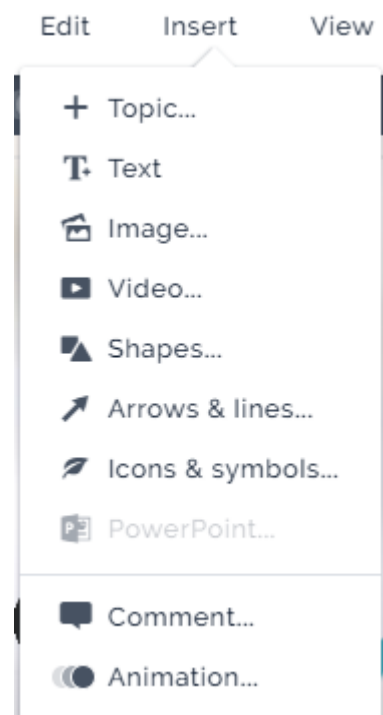 Edit Insert View
Topic...
Text
Image...
Video...
Shapes...
Arrows & lines...
Icons & symbols...
PowerPoint...
Comment...
Animation...